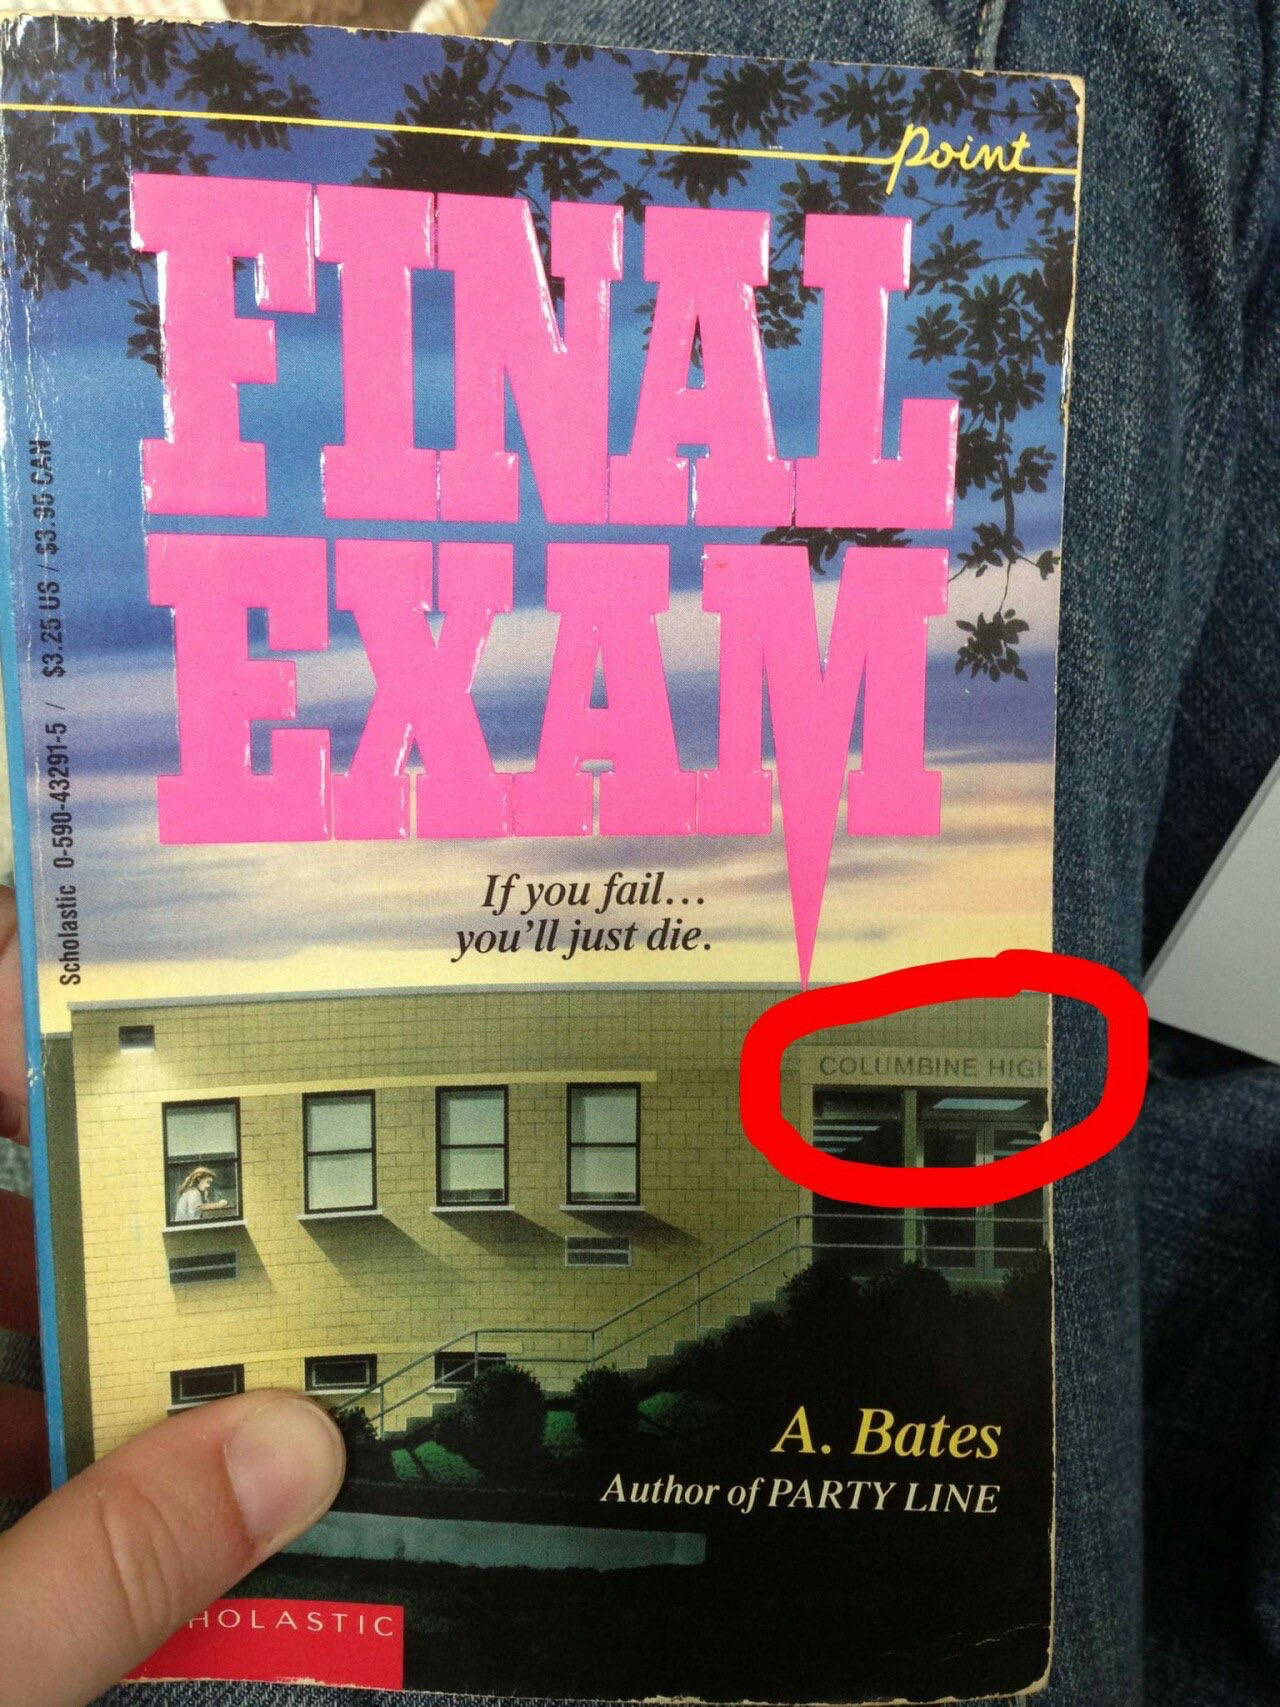 point
FINAL
EXAM
If you fail...
you'll just die.
Scholastic 0-590-43291-5 / $3.25 US / $3.95 CAN
COLUMBINE HIGH
A. Bates
Author of PARTY LINE
HOLASTIC